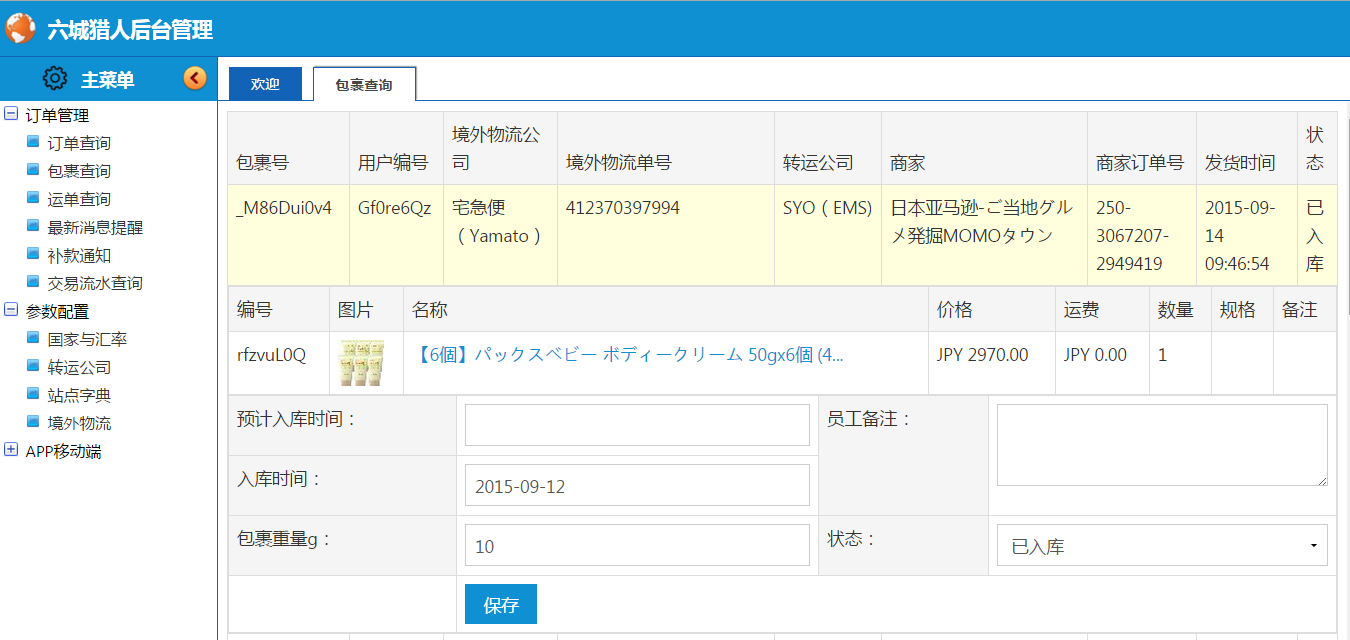 六城猎人后台管理
主菜单
订单管理
订单查询
包裹查询
运单查询
最新消息提醒
补款通知
交易流水查询
参数配置
国家与汇率
转运公司
站点字典
境外物流
APP移动端
欢迎
包裹查询
包裹号
用户编号
境外物流公
司
境外物流单号
转运公司
商家
商家订单号
发货时间
状
态
_M86Dui0v4
Gf0re6Qz
宅急便
（Yamato）
412370397994
SYO（EMS)
日本亚马逊-ご当地グル
メ発掘MOMOタウン
250-
3067207-
2949419
2015-09-
14
09:46:54
已
入
库
编号
图片
名称
价格
运费
数量
规格
备注
rfzvuL0Q
【6個】パックスベビー ボディークリーム 50gx6個 (4...
JPY 2970.00
JPY 0.00
1
预计入库时间：
员工备注：
入库时间：
2015-09-12
包裹重量g：
10
状态：
已入库
保存